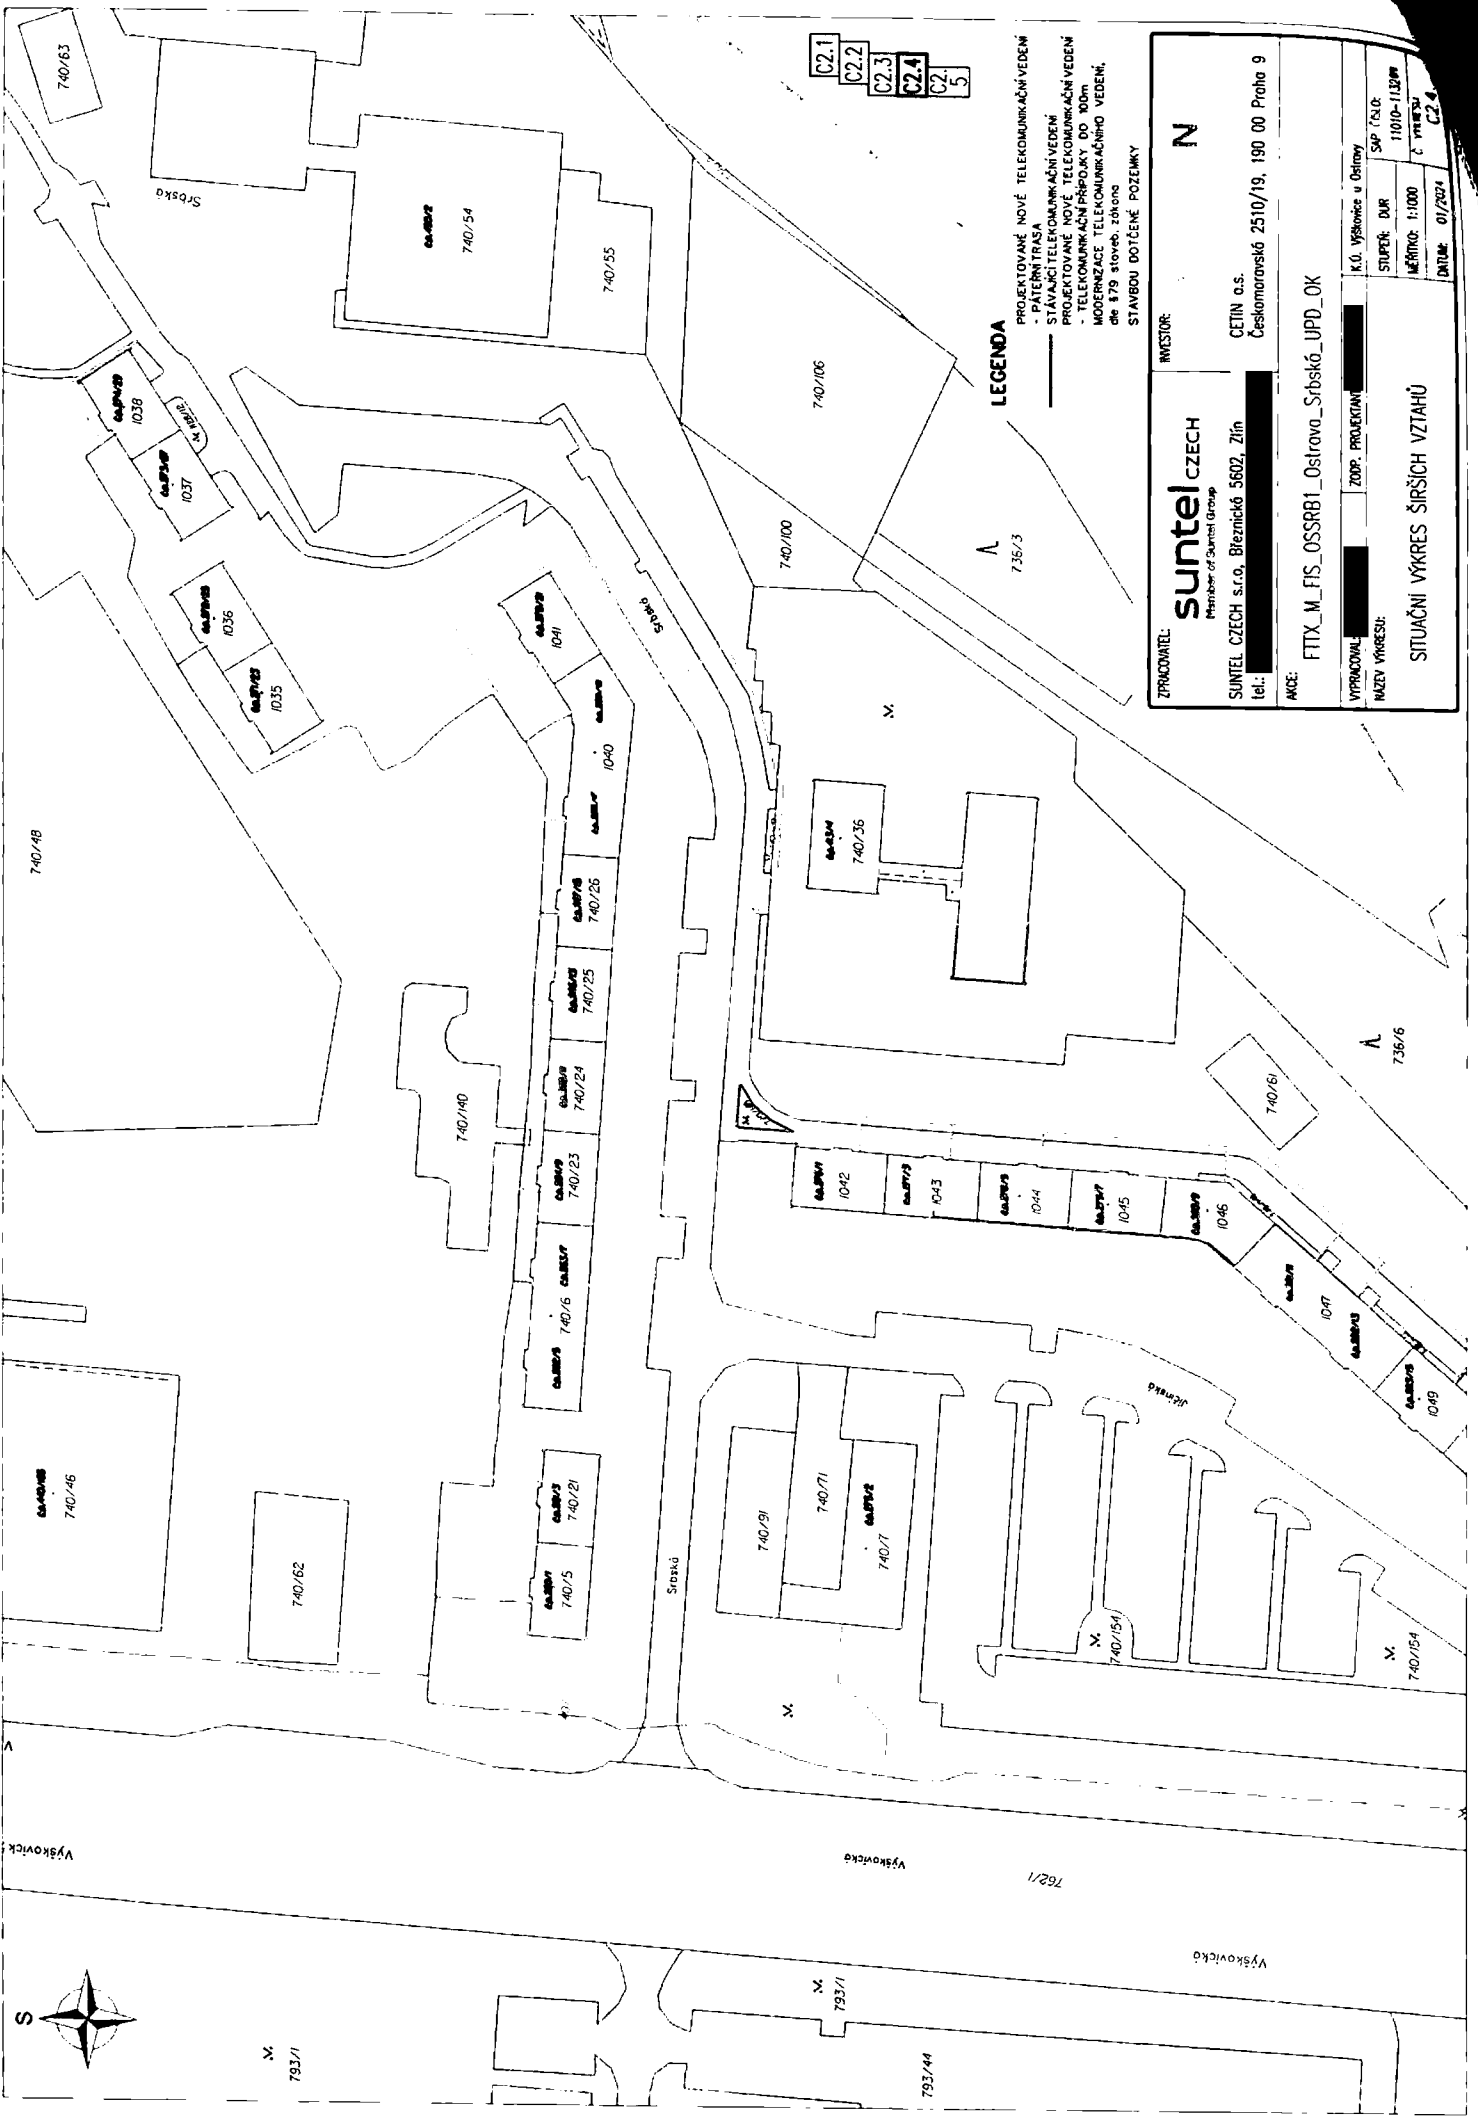 S
740/63
Srbská
740/54
740/55
1038
1037
1036
1035
1041
1040
740/48
740/106
740/100
736/3
Srbská
740/26
740/25
740/24
740/23
740/6
740/140
740/36
740/61
736/6
1042
1043
1044
1045
1046
1047
1049
740/46
740/62
740/21
740/5
Srbská
740/91
740/71
740/7
Jičínská
740/154
740/154
Výškovick
Výškovická
762/1
Výškovická
793/1
793/1
793/44
C2.1
C2.2
C2.3
C2.4
C2.
5
LEGENDA
PROJEKTOVANÉ NOVÉ TELEKOMUNIKAČNÍ VEDENÍ
- PÁTEŘNÍ TRASA
STÁVAJÍCÍ TELEKOMUNIKAČNÍ VEDENÍ
PROJEKTOVANÉ NOVÉ TELEKOMUNIKAČNÍ VEDENÍ
- TELEKOMUNIKAČNÍ PŘÍPOJKY DO 100m
MODERNIZACE TELEKOMUNIKAČNÍHO VEDENÍ,
dle §79 staveb. zákona
STAVBOU DOTČENÉ POZEMKY
ZPRACOVATEL:
suntel CZECH
Member of Suntel Group
SUNTEL CZECH s.r.o, Březnická 5602, Zlín
tel.:
INVESTOR:
N
CETIN a.s.
Českomoravská 2510/19, 190 00 Praha 9
AKCE:
FTTX_M_FIS_OSSRB1_Ostrava_Srbská_UPD_OK
VYPRACOVAL:
ZODP. PROJEKTANT
K.Ú. Výškovice u Ostravy
NÁZEV VÝKRESU:
SITUAČNÍ VÝKRES ŠIRŠÍCH VZTAHŮ
STUPEŇ: DUR
SAP ČÍSLO:
MĚŘÍTKO: 1:1000
Č. VÝKRESU
DATUM: 01/2024
C2.4